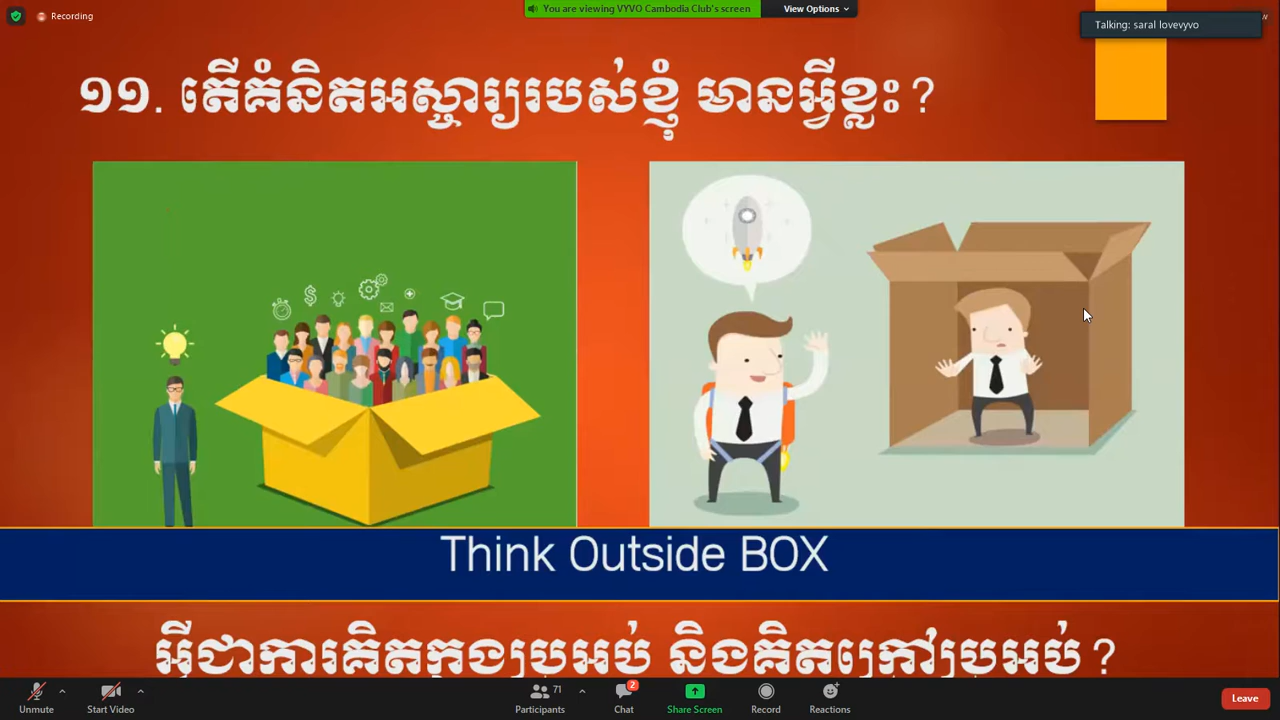 Recording
You are viewing VYVO Cambodia Club's screen
View Options
Talking: saral lovevyvo
១១. តើគំនិតអស្ចារ្យរបស់ខ្ញុំ មានអ្វីខ្លះ?
Think Outside BOX
អ្វីជាការគិតក្នុងប្រអប់ និងគិតក្រៅប្រអប់?
Unmute
Start Video
71
Participants
2
Chat
Share Screen
Record
Reactions
Leave